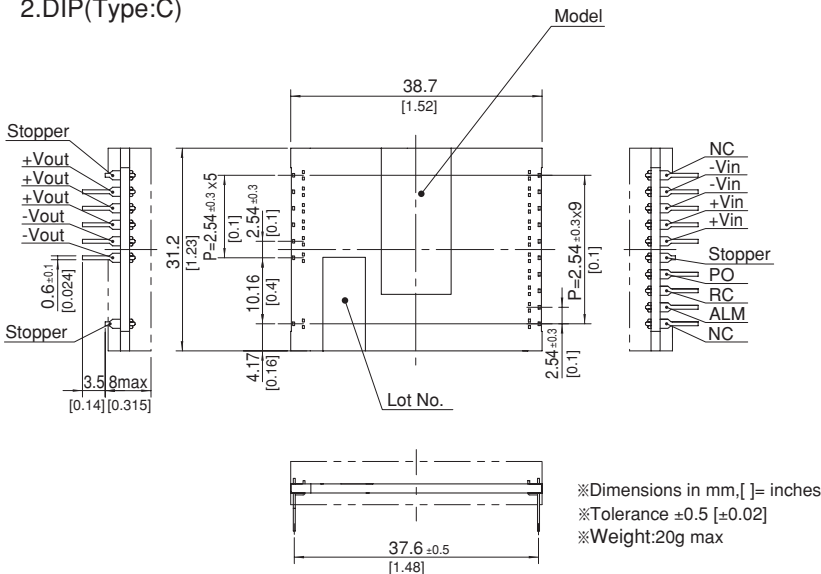 2.DIP(Type:C)
Model
38.7
[1.52]
Stopper
+Vout
+Vout
+Vout
-Vout
-Vout
0.6±0.1
[0.024]
Stopper
3.5
8max
[0.14]
[0.315]
31.2
[1.23]
P=2.54±0.3x5
[0.1]
2.54±0.3
[0.1]
10.16
[0.4]
4.17
[0.16]
Lot No.
P=2.54±0.3x9
[0.1]
2.54±0.3
[0.1]
NC
-Vin
-Vin
+Vin
+Vin
Stopper
PO
RC
ALM
NC
37.6 ±0.5
[1.48]
※Dimensions in mm,[ ]= inches
※Tolerance ±0.5 [±0.02]
※Weight:20g max